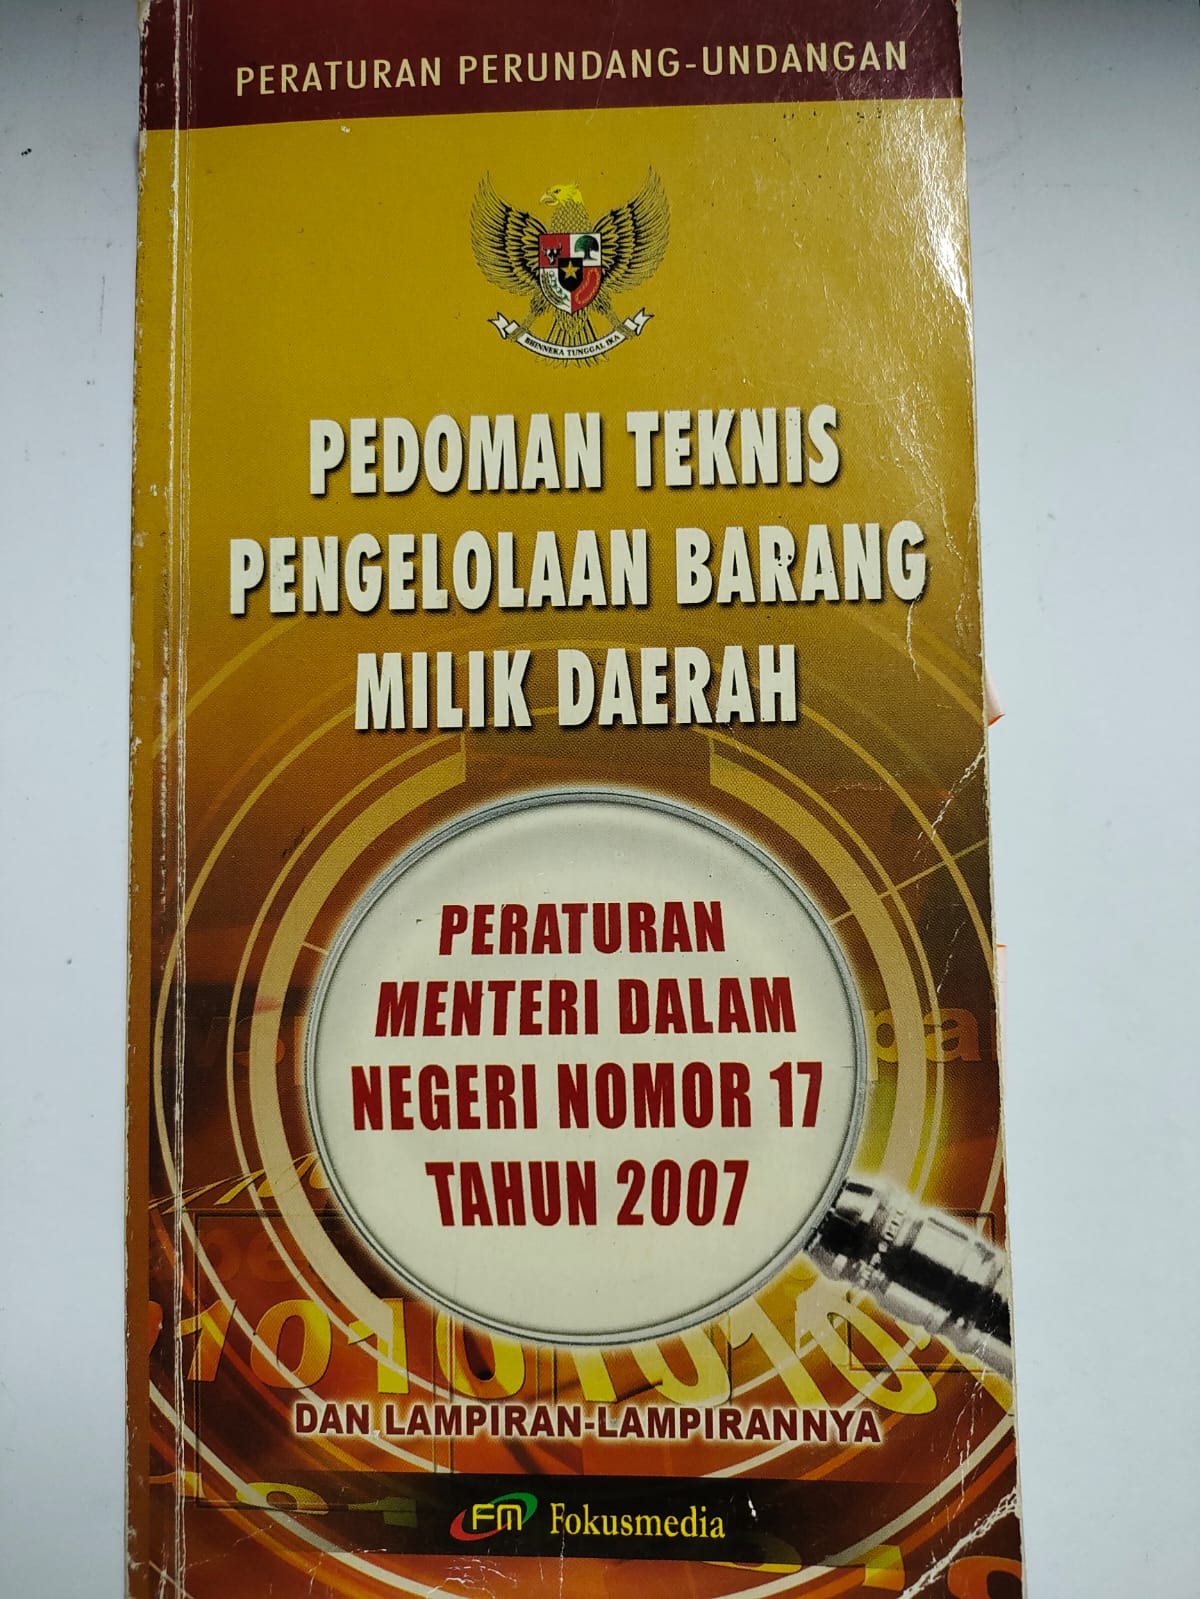 PERATURAN PERUNDANG-UNDANGAN
BHINNEKA TUNGGAL IKA
PEDOMAN TEKNIS
PENGELOLAAN BARANG
MILIK DAERAH
PERATURAN
MENTERI DALAM
NEGERI NOMOR 17
TAHUN 2007
DAN LAMPIRAN-LAMPIRANNYA
FM Fokusmedia